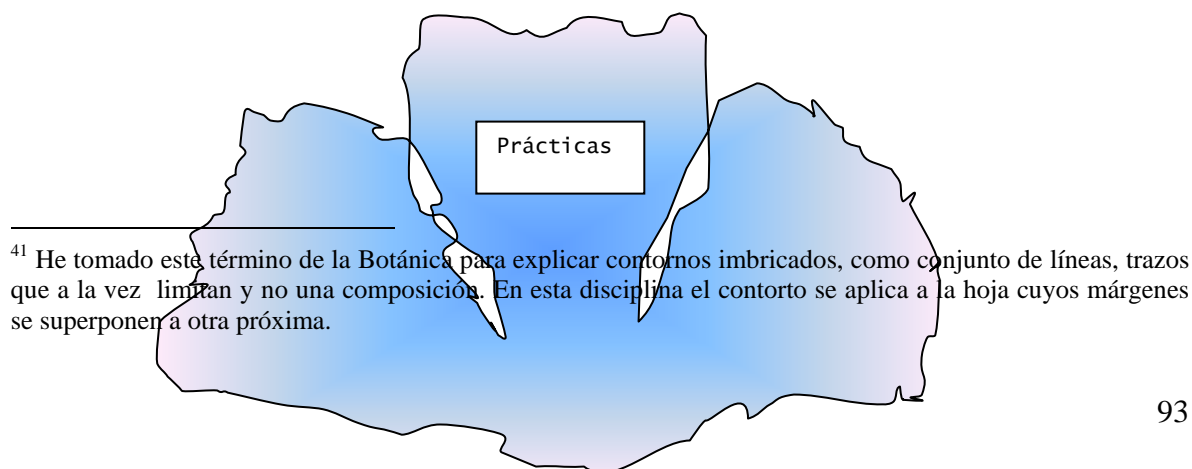 Prácticas
41 He tomado este término de la Botánica para explicar contornos imbricados, como conjunto de líneas, trazos
que a la vez limitan y no una composición. En esta disciplina el contorto se aplica a la hoja cuyos márgenes
se superponen a otra próxima.
93